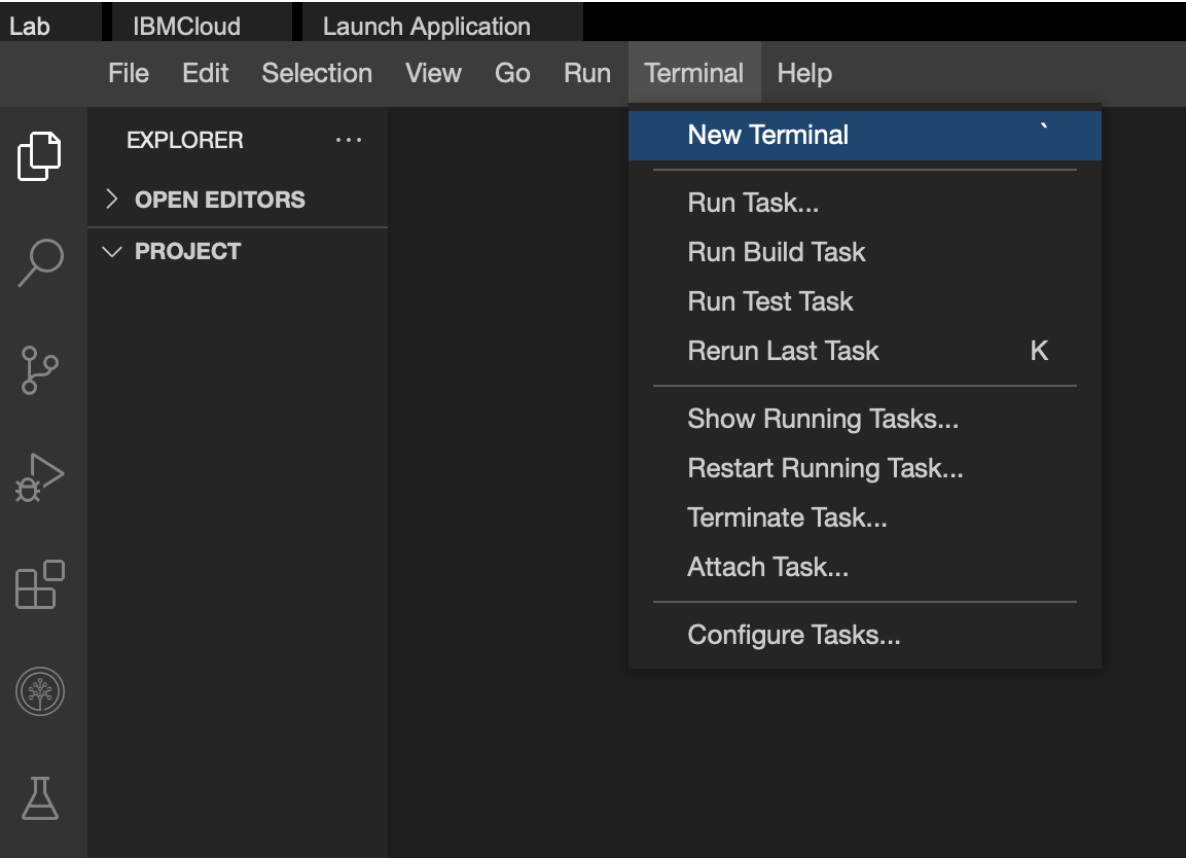 Lab IBMCloud Launch Application
File Edit Selection View Go Run Terminal Help
EXPLORER ...
OPEN EDITORS
PROJECT
New Terminal `
Run Task...
Run Build Task
Run Test Task
Rerun Last Task K
Show Running Tasks...
Restart Running Task...
Terminate Task...
Attach Task...
Configure Tasks...